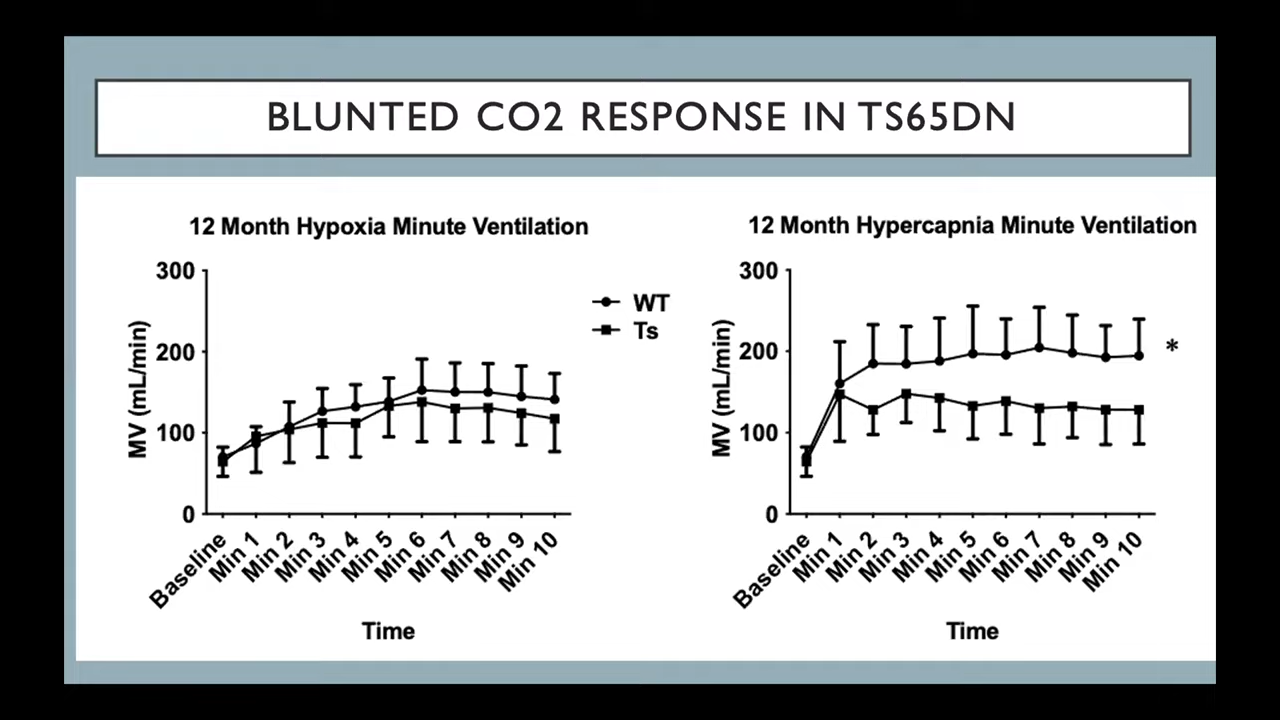 BLUNTED CO2 RESPONSE IN TS65DN
12 Month Hypoxia Minute Ventilation
300
200
100
0
MV (mL/min)
Baseline
Min 1
Min 2
Min 3
Min 4
Min 5
Min 6
Min 7
Min 8
Min 9
Min 10
Time
WT
Ts
12 Month Hypercapnia Minute Ventilation
300
200
100
0
MV (mL/min)
*
Baseline
Min 1
Min 2
Min 3
Min 4
Min 5
Min 6
Min 7
Min 8
Min 9
Min 10
Time